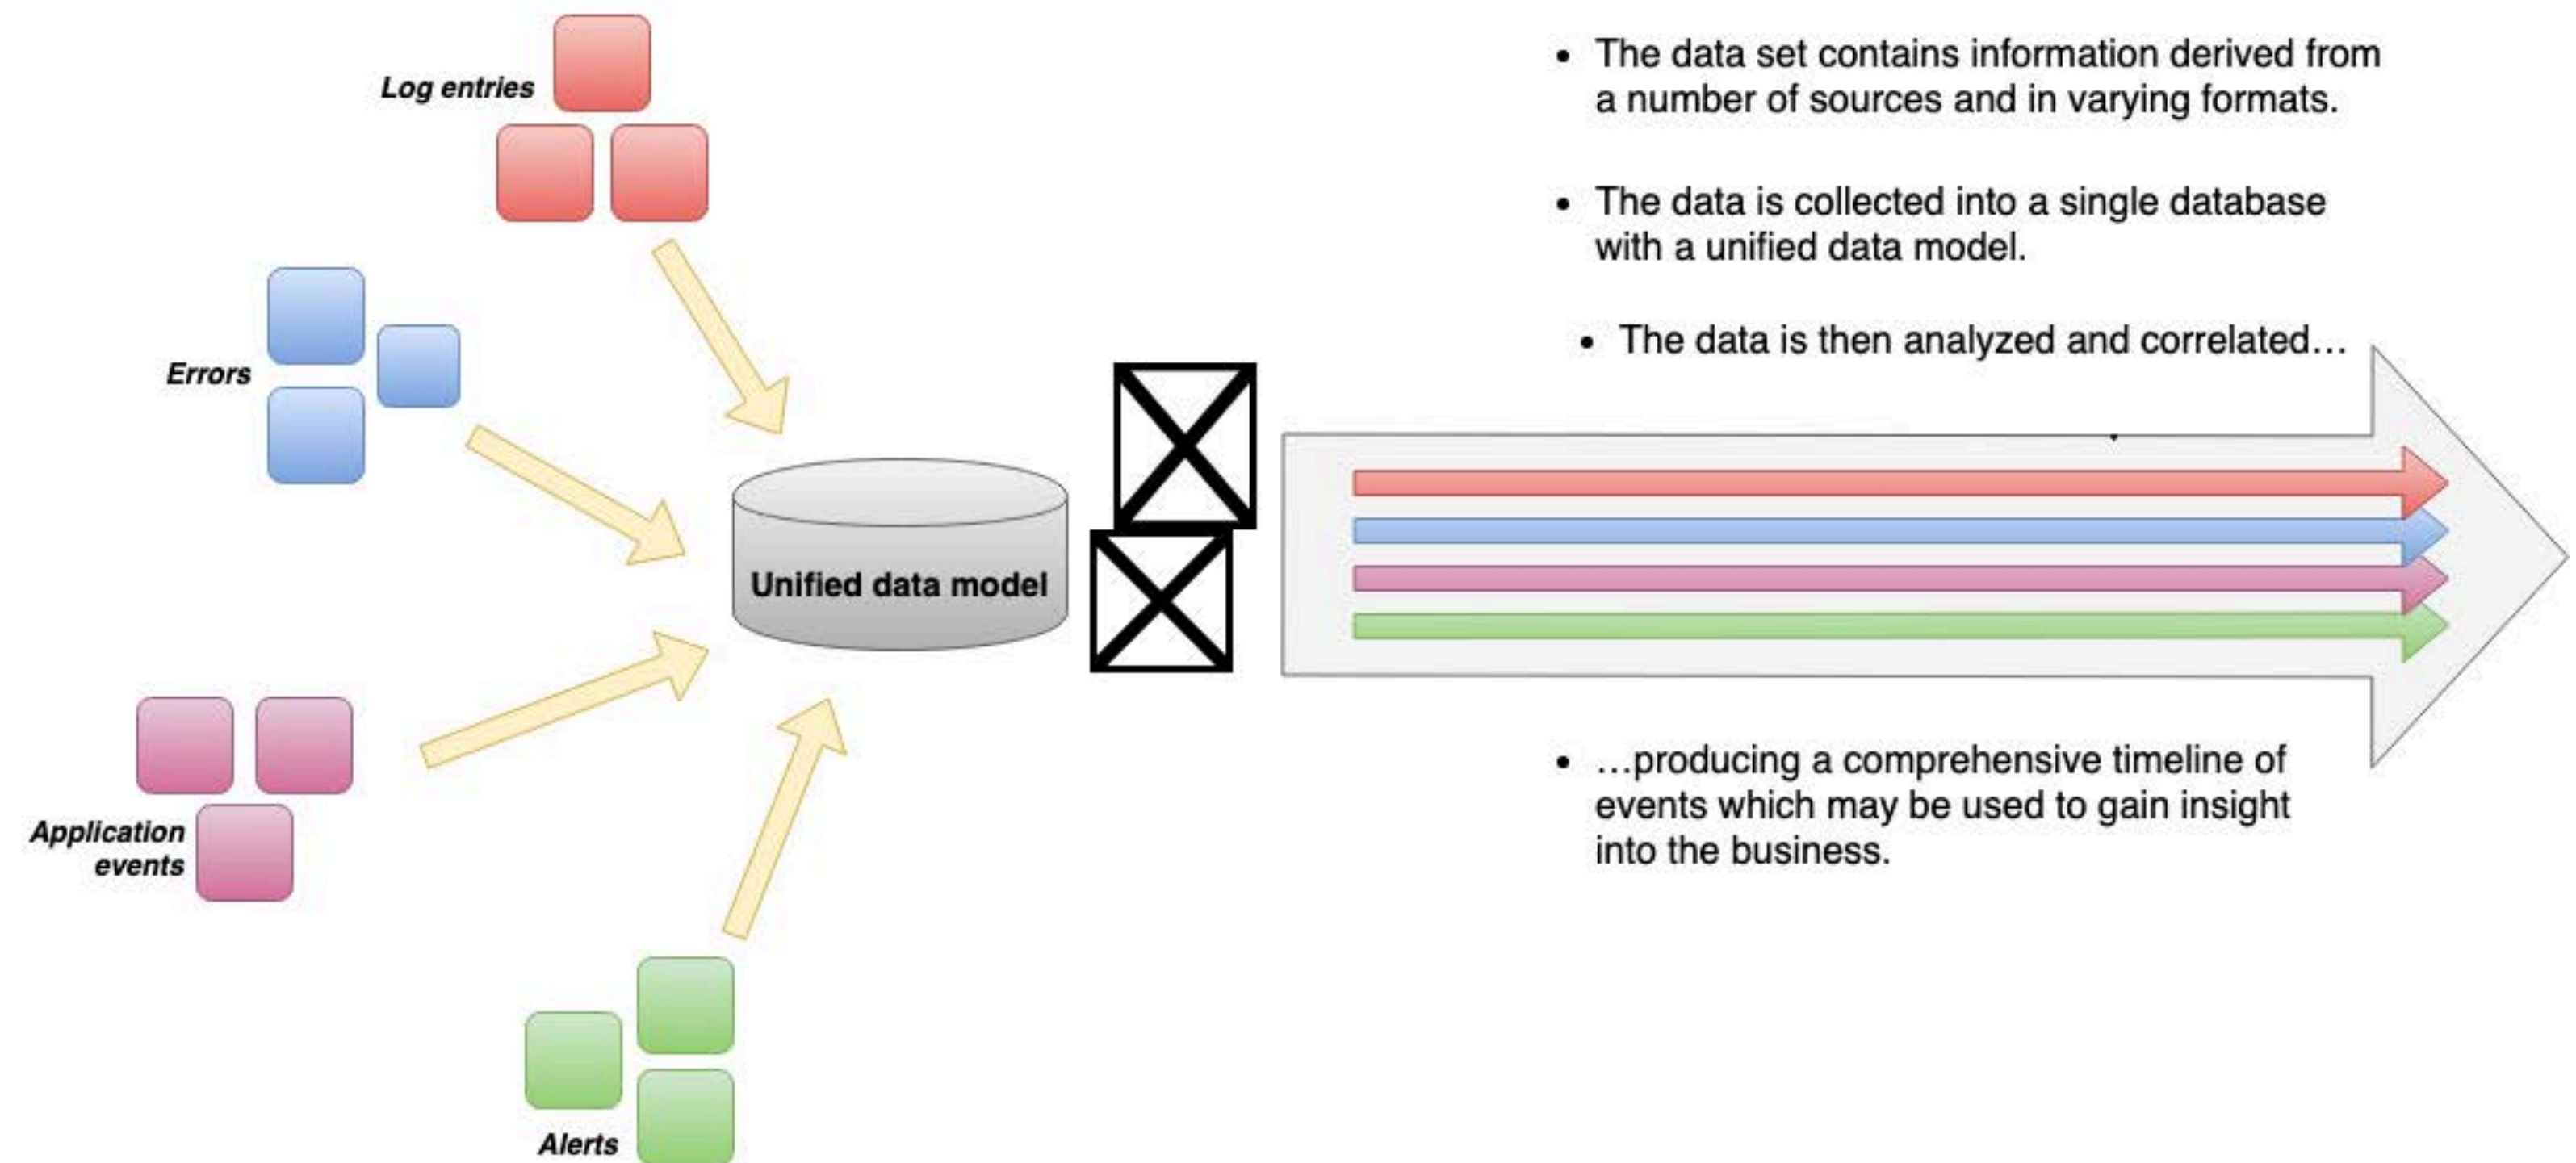 Log entries
Errors
Unified data model
Application
events
Alerts
• The data set contains information derived from
a number of sources and in varying formats.
• The data is collected into a single database
with a unified data model.
• The data is then analyzed and correlated…
• …producing a comprehensive timeline of
events which may be used to gain insight
into the business.